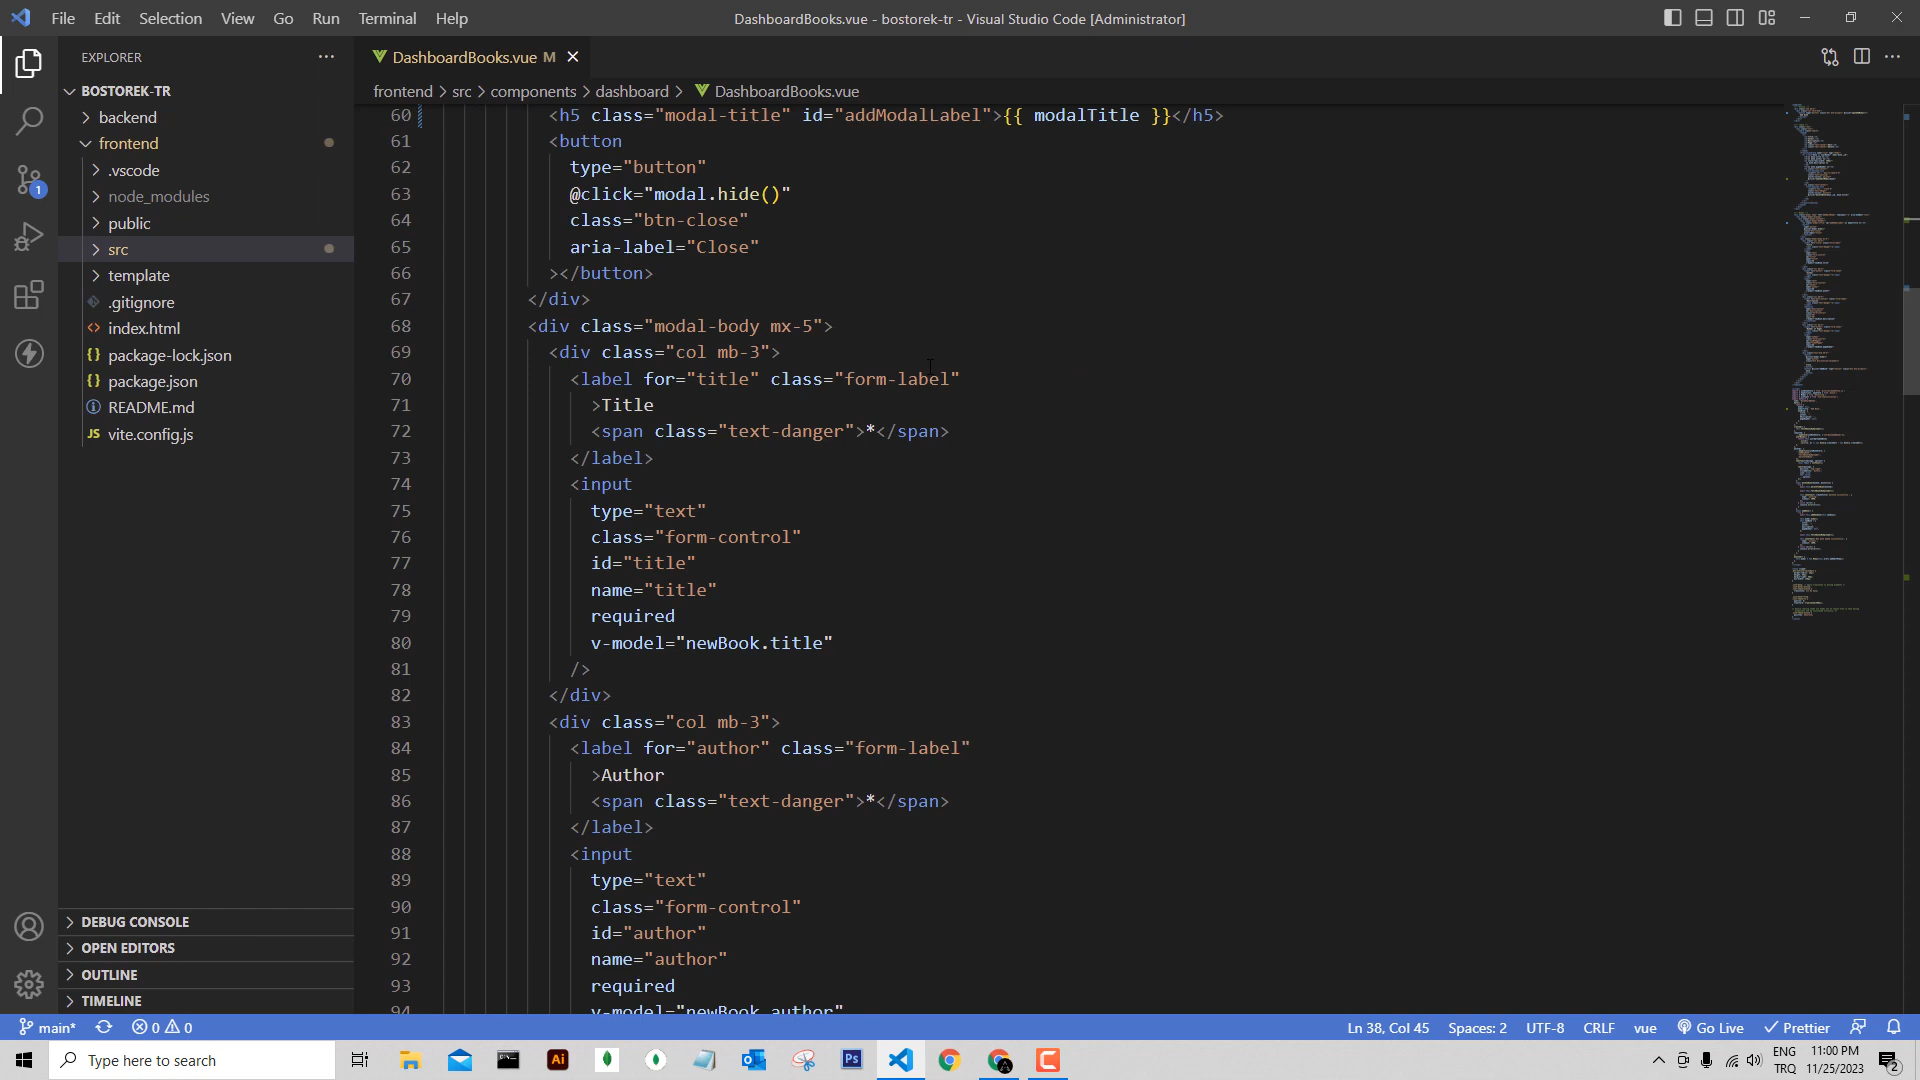 File Edit Selection View Go Run Terminal Help
DashboardBooks.vue - bostorek-tr - Visual Studio Code [Administrator]
EXPLORER
BOSTOREK-TR
backend
frontend
.vscode
node_modules
public
src
template
.gitignore
index.html
package-lock.json
package.json
README.md
vite.config.js
DEBUG CONSOLE
OPEN EDITORS
OUTLINE
TIMELINE
DashboardBooks.vue M
frontend > src > components > dashboard > DashboardBooks.vue
60 <h5 class="modal-title" id="addModalLabel">{{ modalTitle }}</h5>
61 <button
62 type="button"
63 @click="modal.hide()"
64 class="btn-close"
65 aria-label="Close"
66 ></button>
67 </div>
68 <div class="modal-body mx-5">
69 <div class="col mb-3">
70 <label for="title" class="form-label"
71 >Title
72 <span class="text-danger">*</span>
73 </label>
74 <input
75 type="text"
76 class="form-control"
77 id="title"
78 name="title"
79 required
80 v-model="newBook.title"
81 />
82 </div>
83 <div class="col mb-3">
84 <label for="author" class="form-label"
85 >Author
86 <span class="text-danger">*</span>
87 </label>
88 <input
89 type="text"
90 class="form-control"
91 id="author"
92 name="author"
93 required
94 v-model="newBook.author"
1
main* 0 0
Ln 38, Col 45 Spaces: 2 UTF-8 CRLF vue Go Live Prettier
Type here to search
Ai
Ps
ENG
TRQ
11:00 PM
11/25/2023
2